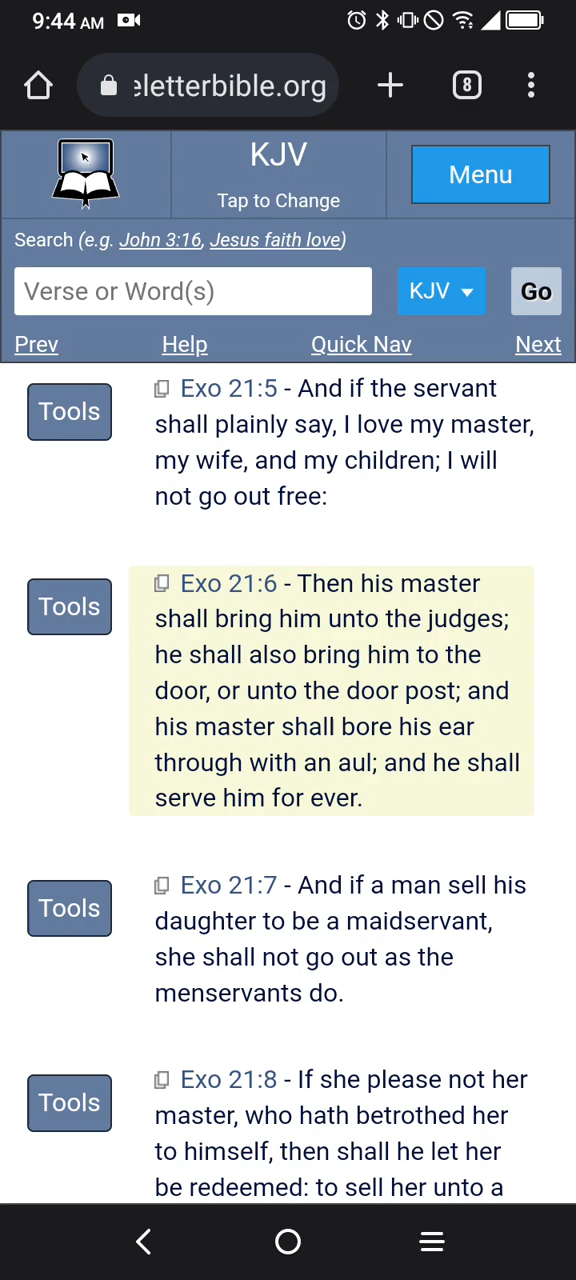 9:44 AM
eletterbible.org
8
KJV
Tap to Change
Menu
Search (e.g. John 3:16, Jesus faith love)
Verse or Word(s)
KJV
Go
Prev Help Quick Nav Next
Tools
Exo 21:5 - And if the servant
shall plainly say, I love my master,
my wife, and my children; I will
not go out free:
Tools
Exo 21:6 - Then his master
shall bring him unto the judges;
he shall also bring him to the
door, or unto the door post; and
his master shall bore his ear
through with an aul; and he shall
serve him for ever.
Tools
Exo 21:7 - And if a man sell his
daughter to be a maidservant,
she shall not go out as the
menservants do.
Tools
Exo 21:8 - If she please not her
master, who hath betrothed her
to himself, then shall he let her
be redeemed: to sell her unto a